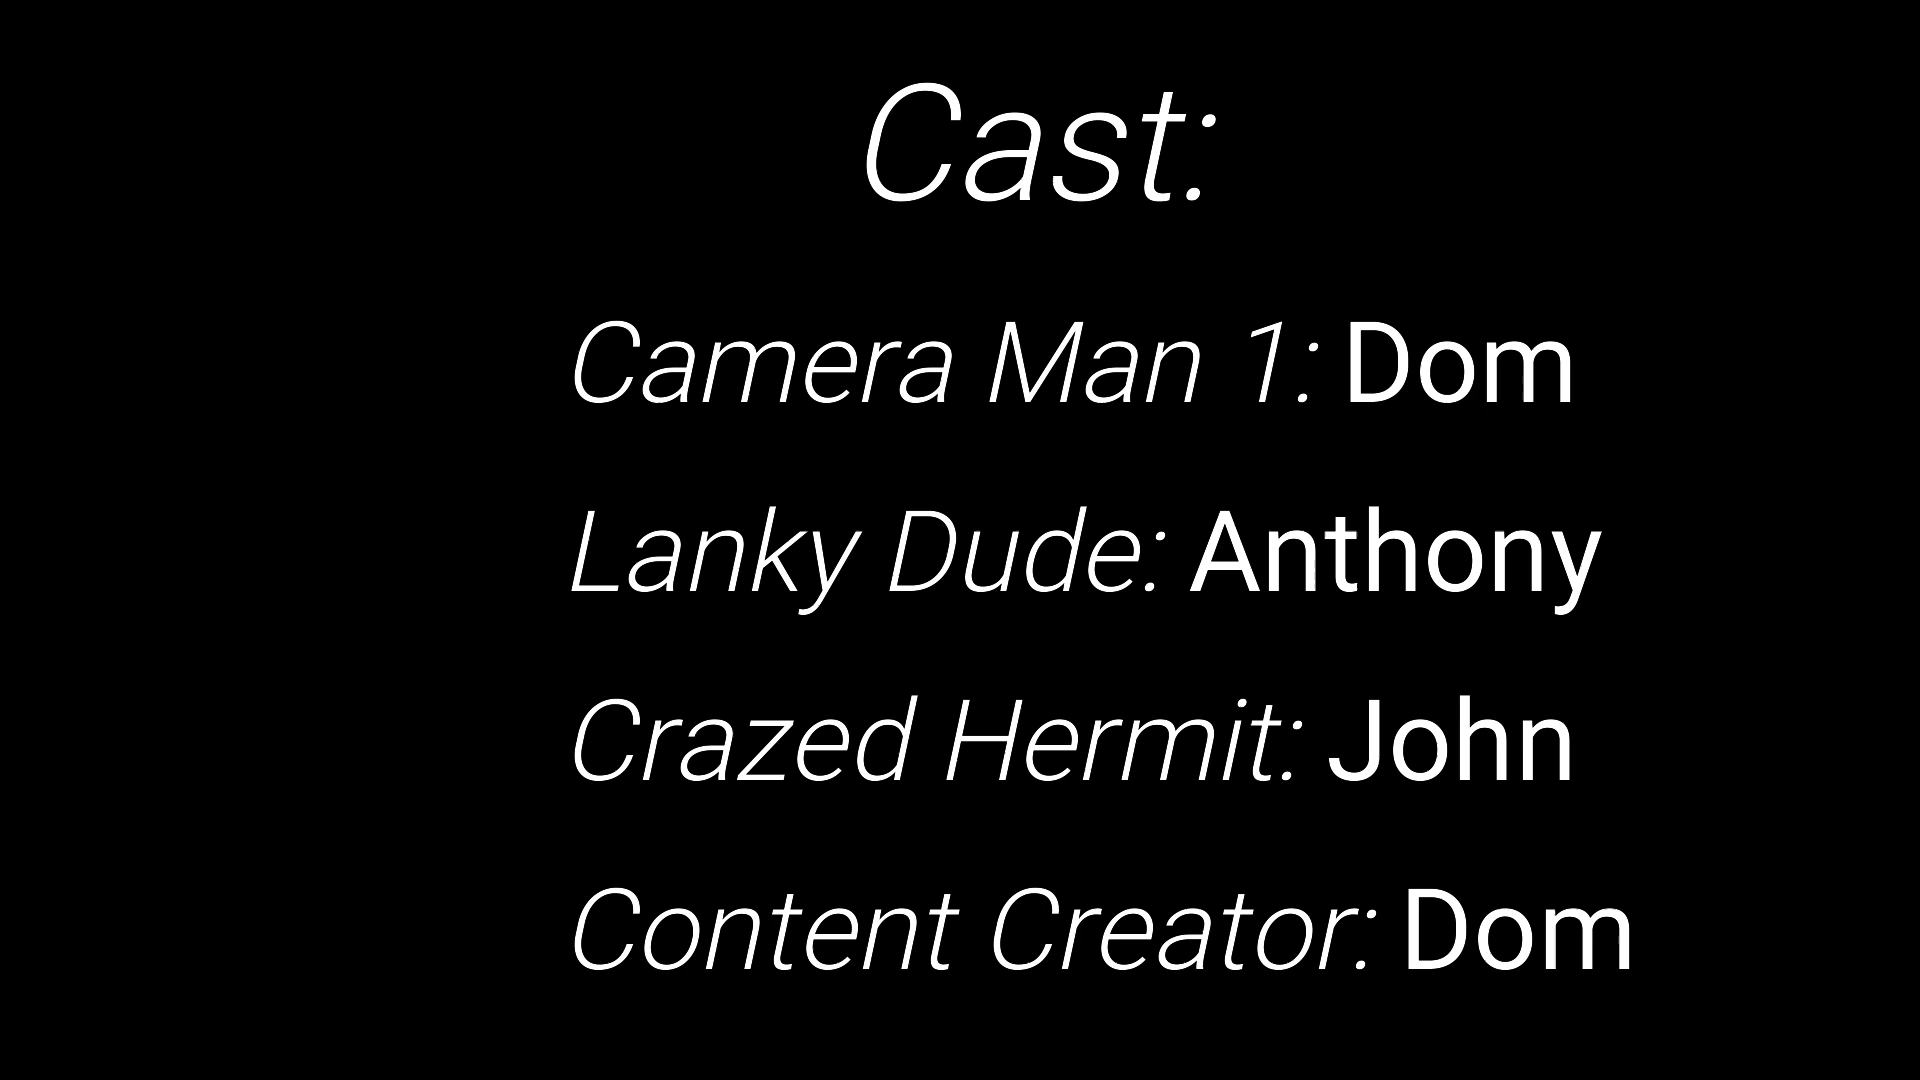 Cast:
Camera Man 1: Dom
Lanky Dude: Anthony
Crazed Hermit: John
Content Creator: Dom